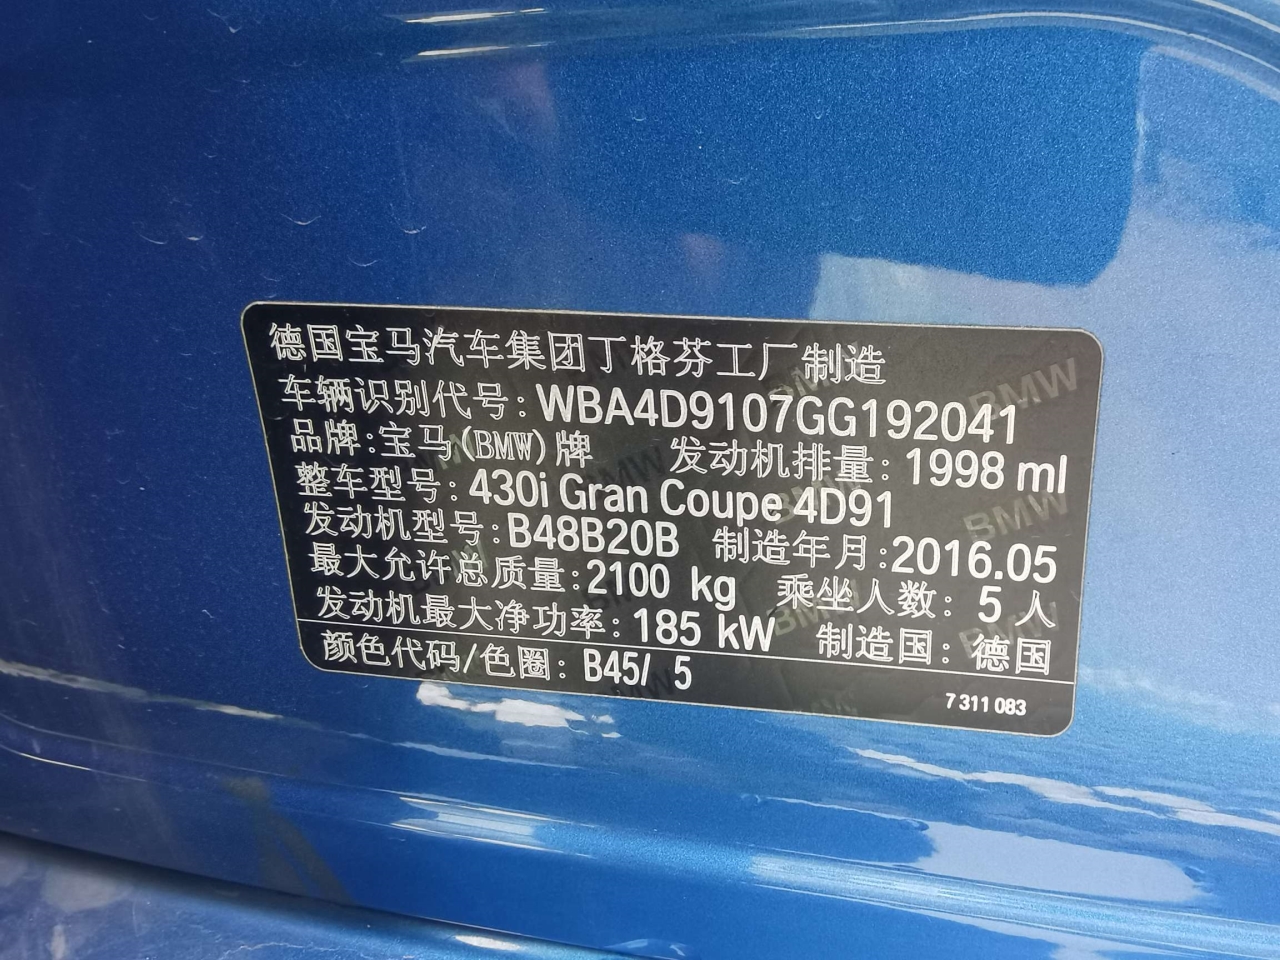 德国宝马汽车集团丁格芬工厂制造
车辆识别代号: WBA4D9107GG192041
品牌:宝马(BMW)牌 发动机排量: 1998 ml
整车型号: 430i Gran Coupe 4D91
发动机型号: B48B20B 制造年月:2016.05
最大允许总质量:2100 kg 乘坐人数: 5 人
发动机最大净功率: 185 kW 制造国: 德国
颜色代码/色圈: B45/ 5
7 311 083